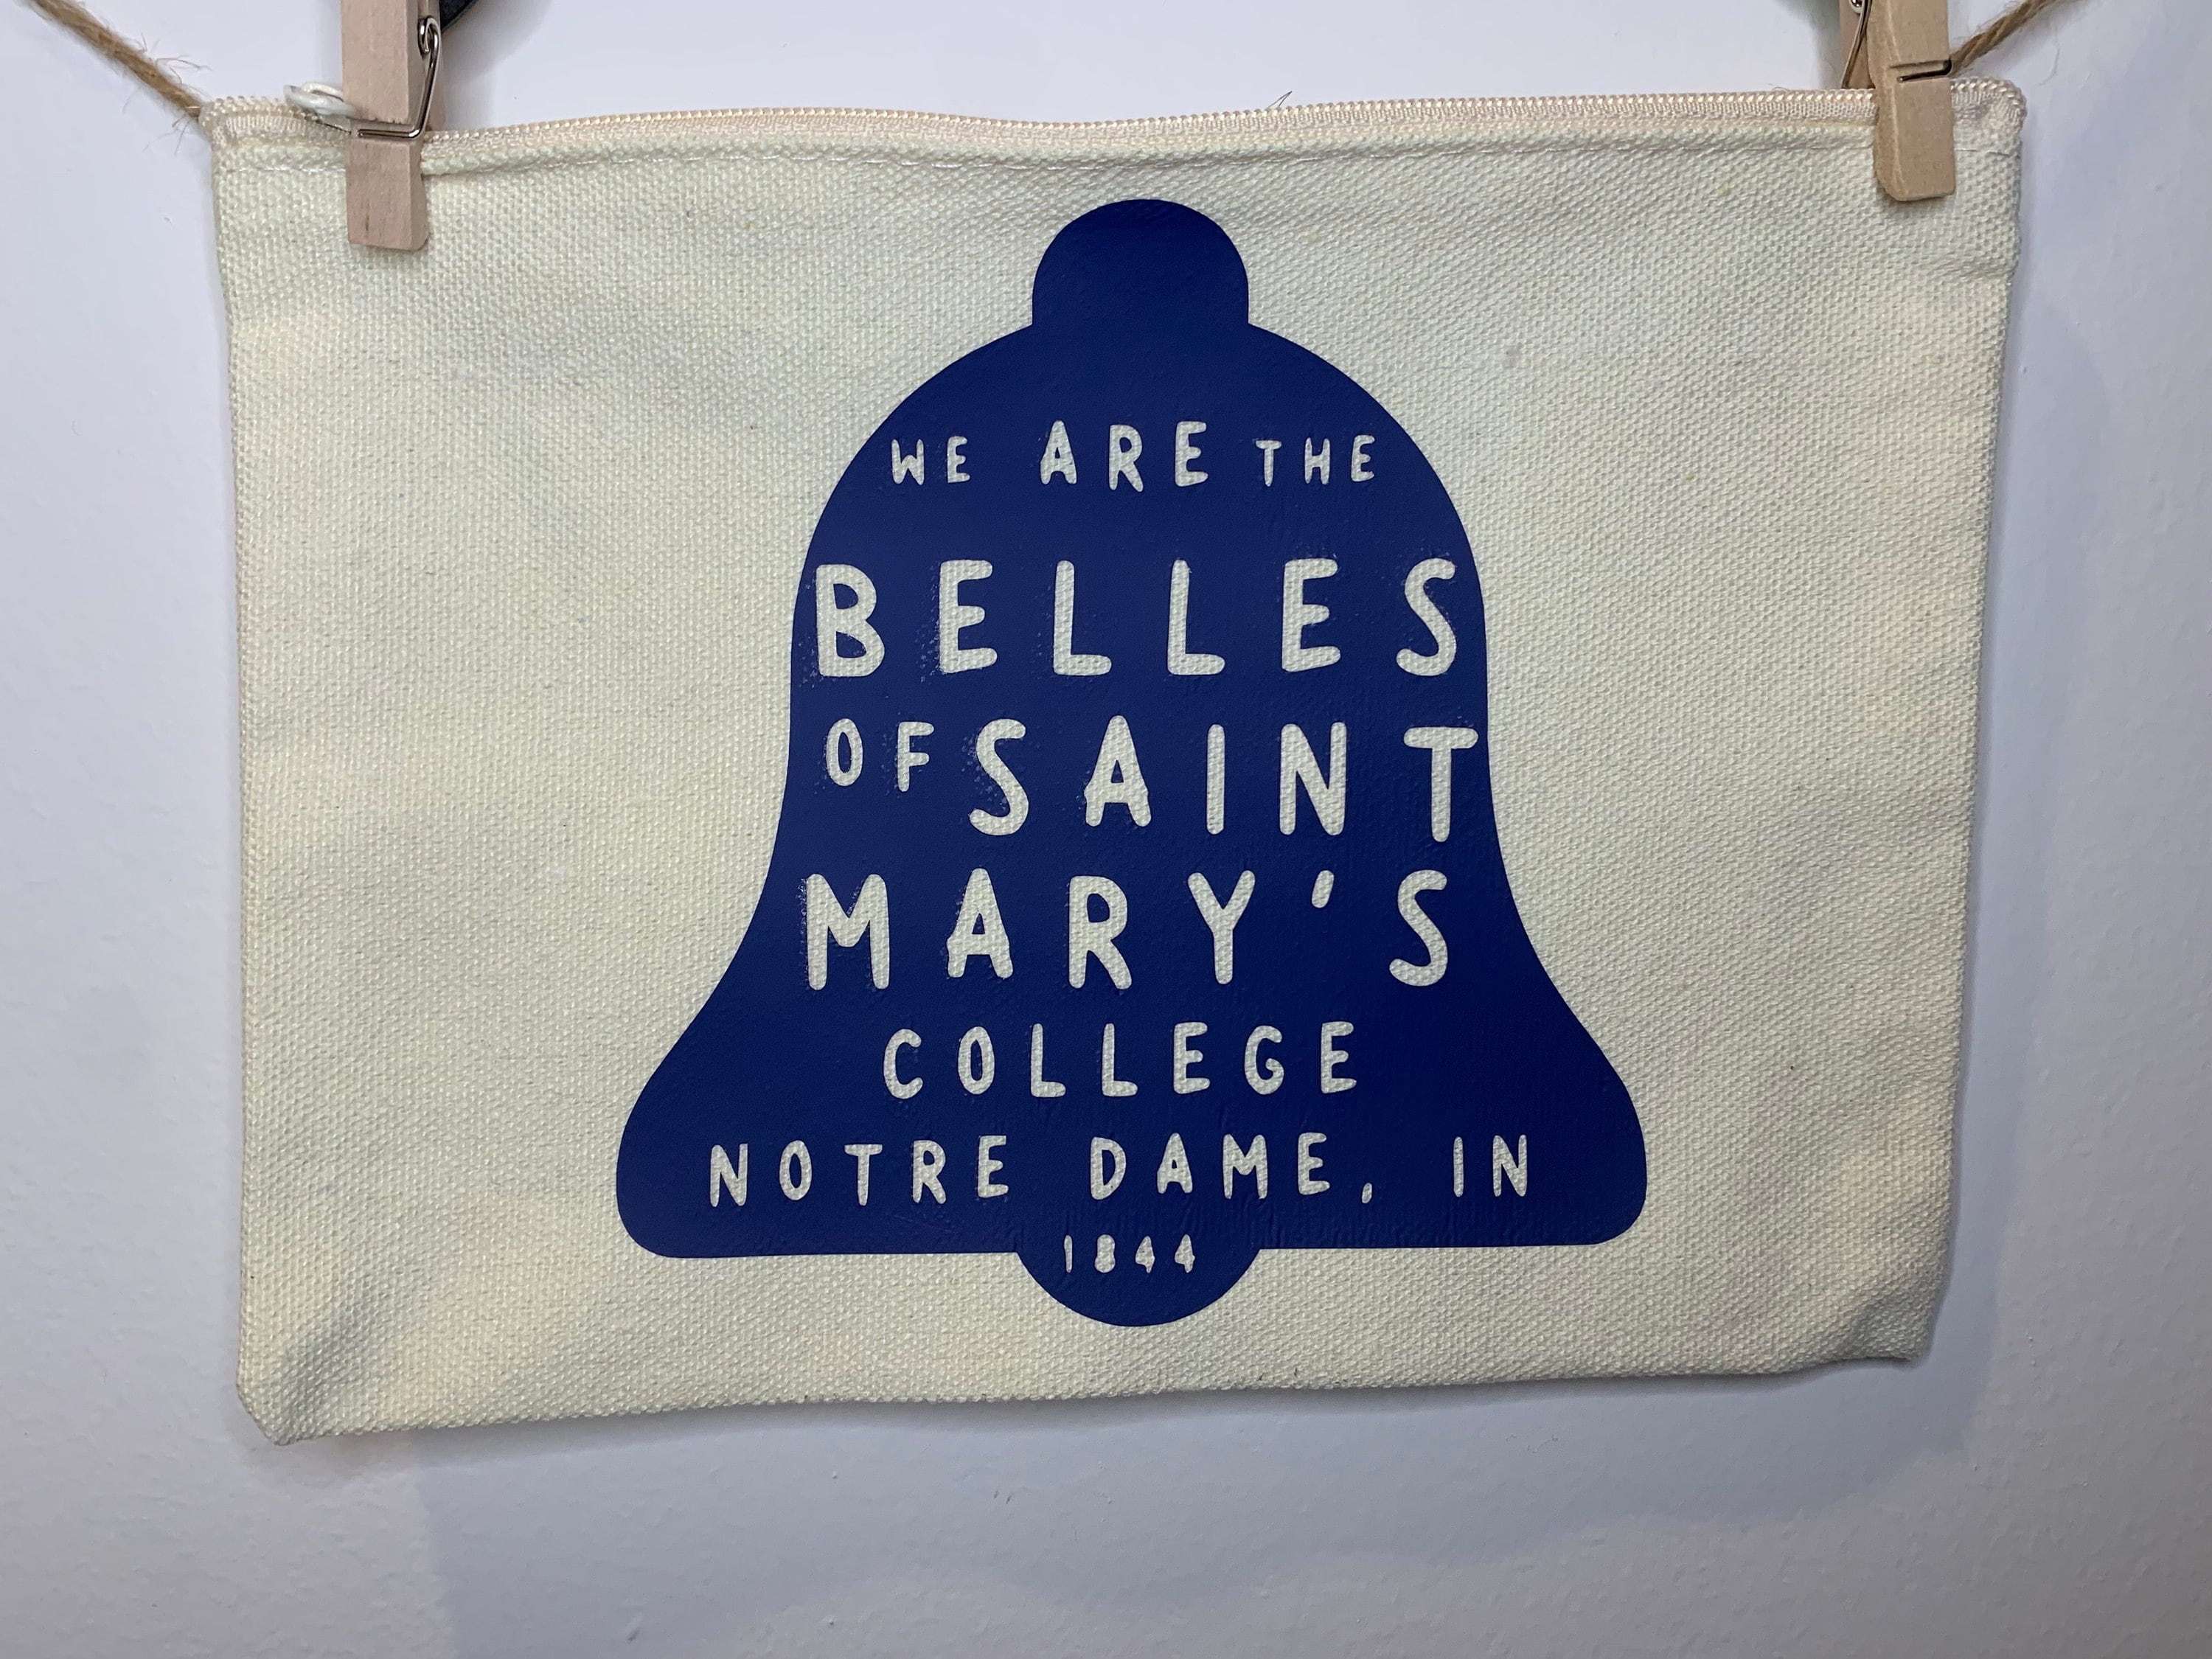 WE ARE THE
BELLES
OF SAINT
MARY'S
COLLEGE
NOTRE DAME, IN
1844